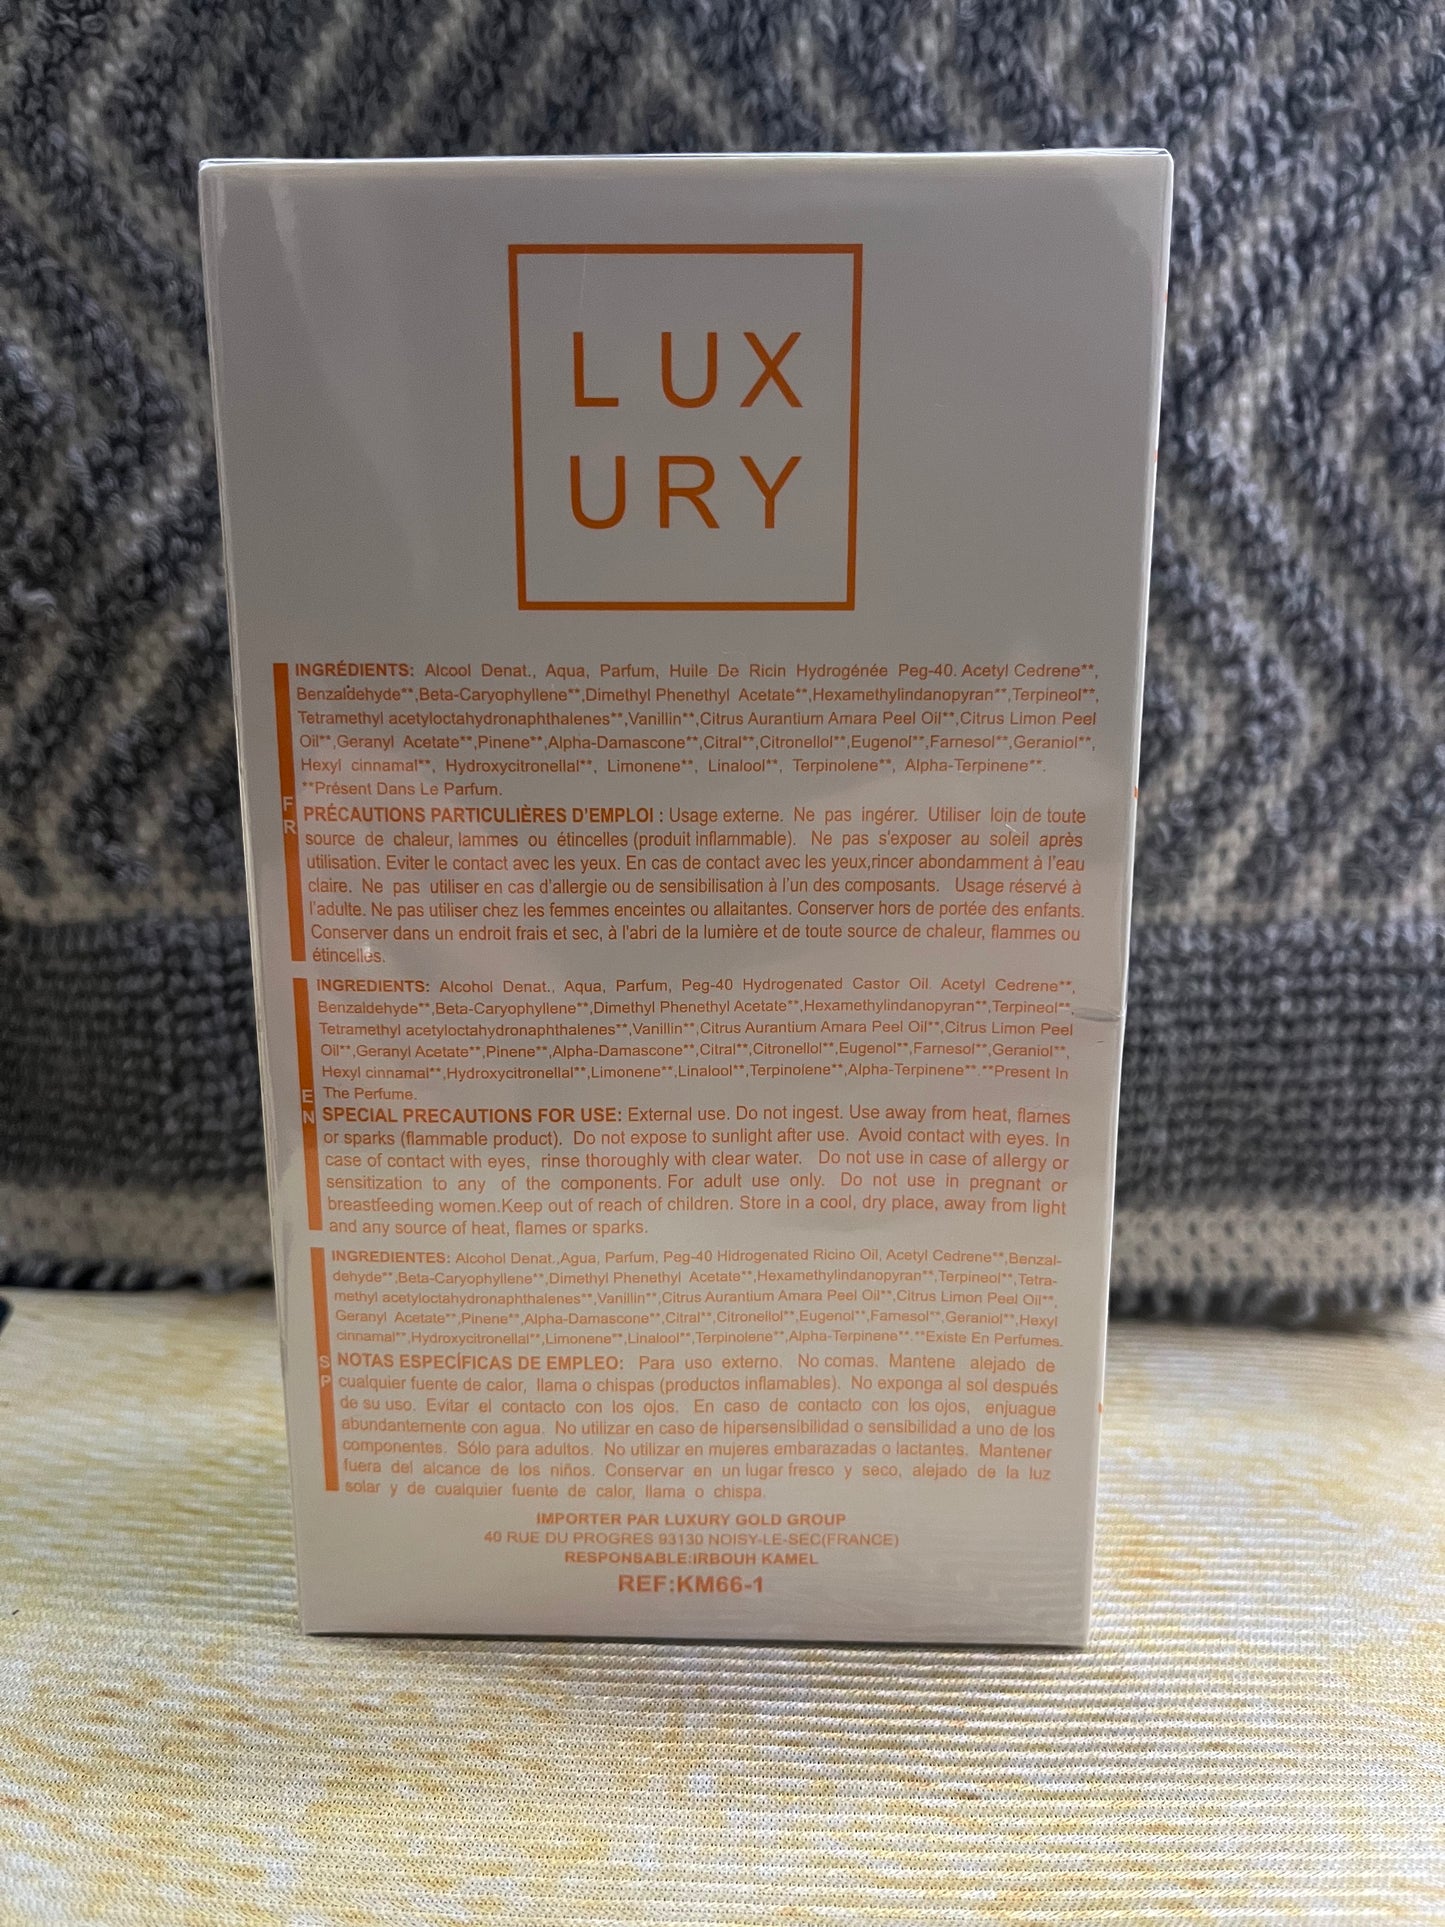 LUX
URY
INGRÉDIENTS: Alcool Denat., Aqua, Parfum, Huile De Ricin Hydrogénée Peg-40. Acetyl Cedrene**,
Benzaldehyde**,Beta-Caryophyllene**,Dimethyl Phenethyl Acetate**,Hexamethylindanopyran**,Terpineol**,
Tetramethyl acetyloctahydronaphthalenes**,Vanillin**,Citrus Aurantium Amara Peel Oil**,Citrus Limon Peel
Oil**,Geranyl Acetate**,Pinene**,Alpha-Damascone**,Citral**,Citronellol**,Eugenol**,Farnesol**,Geraniol**,
Hexyl cinnamal**, Hydroxycitronellal**, Limonene**, Linalool**, Terpinolene**, Alpha-Terpinene**.
**Présent Dans Le Parfum.
FR
PRÉCAUTIONS PARTICULIÈRES D'EMPLOI : Usage externe. Ne pas ingérer. Utiliser loin de toute
source de chaleur, lammes ou étincelles (produit inflammable). Ne pas s'exposer au soleil après
utilisation. Eviter le contact avec les yeux. En cas de contact avec les yeux,rincer abondamment à l'eau
claire. Ne pas utiliser en cas d'allergie ou de sensibilisation à l'un des composants. Usage réservé à
l'adulte. Ne pas utiliser chez les femmes enceintes ou allaitantes. Conserver hors de portée des enfants.
Conserver dans un endroit frais et sec, à l'abri de la lumière et de toute source de chaleur, flammes ou
étincelles.
INGREDIENTS: Alcohol Denat., Aqua, Parfum, Peg-40 Hydrogenated Castor Oil. Acetyl Cedrene**,
Benzaldehyde**,Beta-Caryophyllene**,Dimethyl Phenethyl Acetate**,Hexamethylindanopyran**,Terpineol**,
Tetramethyl acetyloctahydronaphthalenes**,Vanillin**,Citrus Aurantium Amara Peel Oil**,Citrus Limon Peel
Oil**,Geranyl Acetate**,Pinene**,Alpha-Damascone**,Citral**,Citronellol**,Eugenol**,Farnesol**,Geraniol**,
Hexyl cinnamal**,Hydroxycitronellal**,Limonene**,Linalool**,Terpinolene**,Alpha-Terpinene**.**Present In
The Perfume.
EN
SPECIAL PRECAUTIONS FOR USE: External use. Do not ingest. Use away from heat, flames
or sparks (flammable product). Do not expose to sunlight after use. Avoid contact with eyes. In
case of contact with eyes, rinse thoroughly with clear water. Do not use in case of allergy or
sensitization to any of the components. For adult use only. Do not use in pregnant or
breastfeeding women.Keep out of reach of children. Store in a cool, dry place, away from light
and any source of heat, flames or sparks.
INGREDIENTES: Alcohol Denat.,Agua, Parfum, Peg-40 Hidrogenated Ricino Oil, Acetyl Cedrene**,Benzal-
dehyde**,Beta-Caryophyllene**,Dimethyl Phenethyl Acetate**,Hexamethylindanopyran**,Terpineol**,Tetra-
methyl acetyloctahydronaphthalenes**,Vanillin**,Citrus Aurantium Amara Peel Oil**,Citrus Limon Peel Oil**,
Geranyl Acetate**,Pinene**,Alpha-Damascone**,Citral**,Citronellol**,Eugenol**,Farnesol**,Geraniol**,Hexyl
cinnamal**,Hydroxycitronellal**,Limonene**,Linalool**,Terpinolene**,Alpha-Terpinene**.**Existe En Perfumes.
SP
NOTAS ESPECÍFICAS DE EMPLEO: Para uso externo. No comas. Mantene alejado de
cualquier fuente de calor, llama o chispas (productos inflamables). No exponga al sol después
de su uso. Evitar el contacto con los ojos. En caso de contacto con los ojos, enjuague
abundantemente con agua. No utilizar en caso de hipersensibilidad o sensibilidad a uno de los
componentes. Sólo para adultos. No utilizar en mujeres embarazadas o lactantes. Mantener
fuera del alcance de los niños. Conservar en un lugar fresco y seco, alejado de la luz
solar y de cualquier fuente de calor, llama o chispa.
IMPORTER PAR LUXURY GOLD GROUP
40 RUE DU PROGRES 93130 NOISY-LE-SEC(FRANCE)
RESPONSABLE:IRBOUH KAMEL
REF:KM66-1